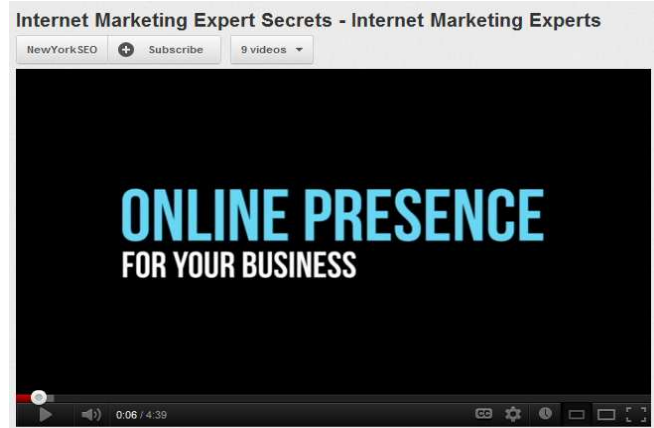 Internet Marketing Expert Secrets - Internet Marketing Experts
NewYorkSEO Subscribe 9 videos
ONLINE PRESENCE
FOR YOUR BUSINESS
0:06 / 4:39 CC